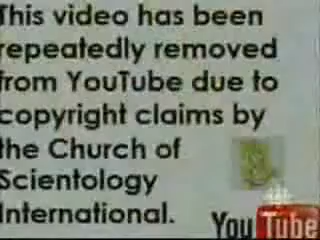 This video has been
repeatedly removed
from YouTube due to
copyright claims by
the Church of
Scientology
International.
YouTube